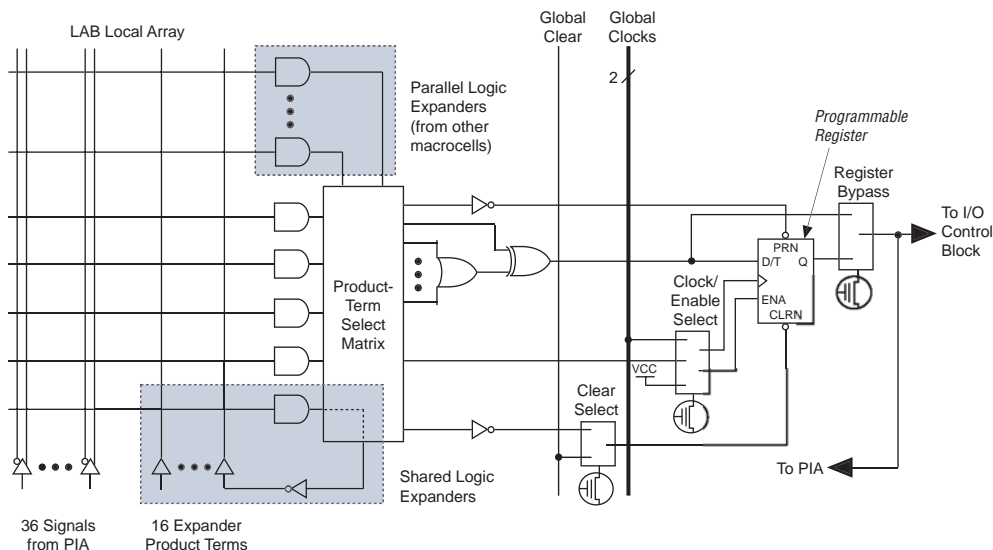 LAB Local Array
Global
Clear
Global
Clocks
2
Parallel Logic
Expanders
(from other
macrocells)
Programmable
Register
Register
Bypass
To I/O
Control
Block
PRN
D/T
Q
ENA
CLRN
Clock/
Enable
Select
Product-
Term
Select
Matrix
VCC
Clear
Select
To PIA
Shared Logic
Expanders
36 Signals
from PIA
16 Expander
Product Terms